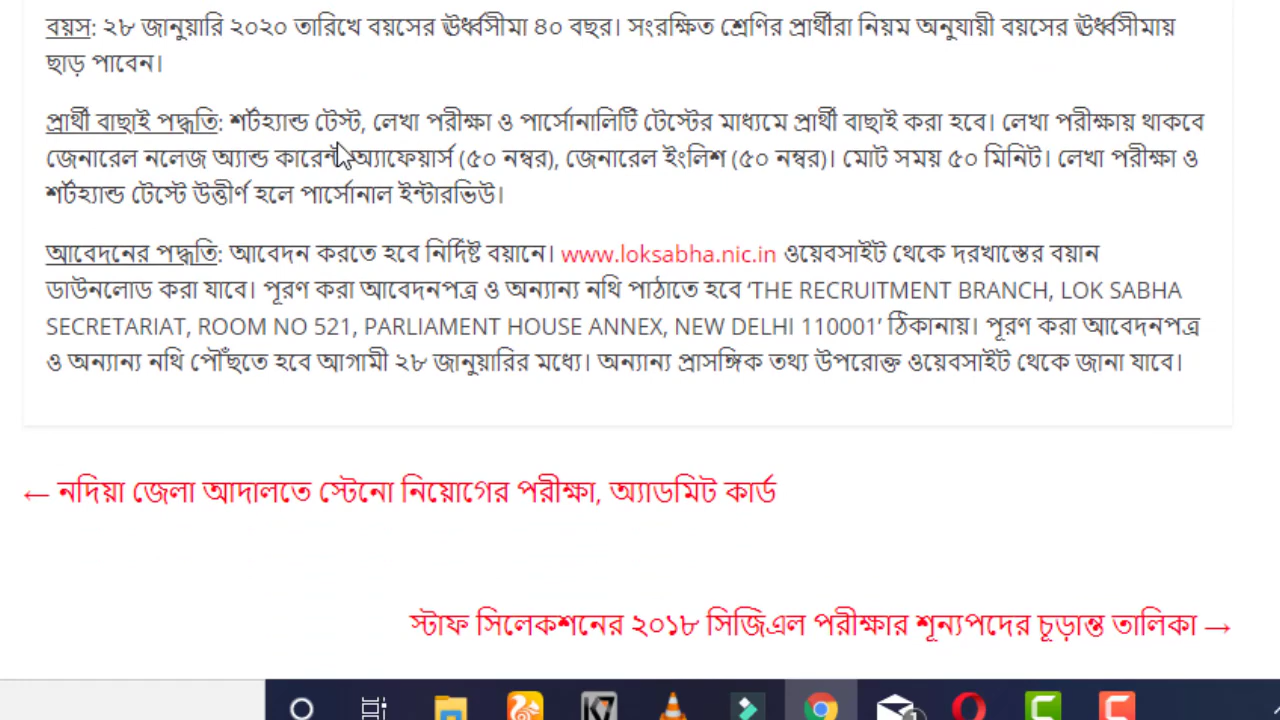 বয়স: ২৮ জানুয়ারি ২০২০ তারিখে বয়সের ঊর্ধ্বসীমা ৪০ বছর। সংরক্ষিত শ্রেণির প্রার্থীরা নিয়ম অনুযায়ী বয়সের ঊর্ধ্বসীমায়
ছাড় পাবেন।
প্রার্থী বাছাই পদ্ধতি: শর্টহ্যান্ড টেস্ট, লেখা পরীক্ষা ও পার্সোনালিটি টেস্টের মাধ্যমে প্রার্থী বাছাই করা হবে। লেখা পরীক্ষায় থাকবে
জেনারেল নলেজ অ্যান্ড কারেন্ট অ্যাফেয়ার্স (৫০ নম্বর), জেনারেল ইংলিশ (৫০ নম্বর)। মোট সময় ৫০ মিনিট। লেখা পরীক্ষা ও
শর্টহ্যান্ড টেস্টে উত্তীর্ণ হলে পার্সোনাল ইন্টারভিউ।
আবেদনের পদ্ধতি: আবেদন করতে হবে নির্দিষ্ট বয়ানে। www.loksabha.nic.in ওয়েবসাইট থেকে দরখাস্তের বয়ান
ডাউনলোড করা যাবে। পূরণ করা আবেদনপত্র ও অন্যান্য নথি পাঠাতে হবে ‘THE RECRUITMENT BRANCH, LOK SABHA
SECRETARIAT, ROOM NO 521, PARLIAMENT HOUSE ANNEX, NEW DELHI 110001’ ঠিকানায়। পূরণ করা আবেদনপত্র
ও অন্যান্য নথি পৌঁছতে হবে আগামী ২৮ জানুয়ারির মধ্যে। অন্যান্য প্রাসঙ্গিক তথ্য উপরোক্ত ওয়েবসাইট থেকে জানা যাবে।
← নদিয়া জেলা আদালতে স্টেনো নিয়োগের পরীক্ষা, অ্যাডমিট কার্ড
স্টাফ সিলেকশনের ২০১৮ সিজিএল পরীক্ষার শূন্যপদের চূড়ান্ত তালিকা →
K7
1